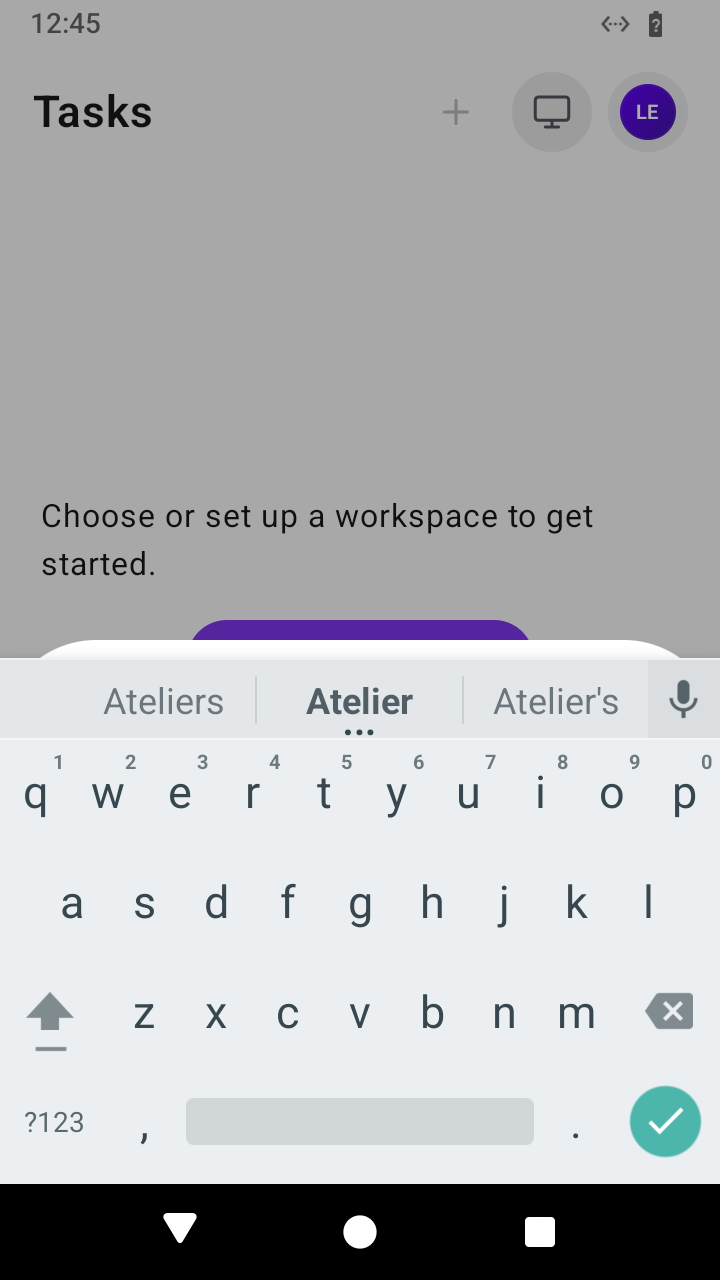 12:45
Tasks
LE
Choose or set up a workspace to get
started.
Ateliers Atelier Atelier's
1 2 3 4 5 6 7 8 9 0
q w e r t y u i o p
a s d f g h j k l
z x c v b n m
?123 , .